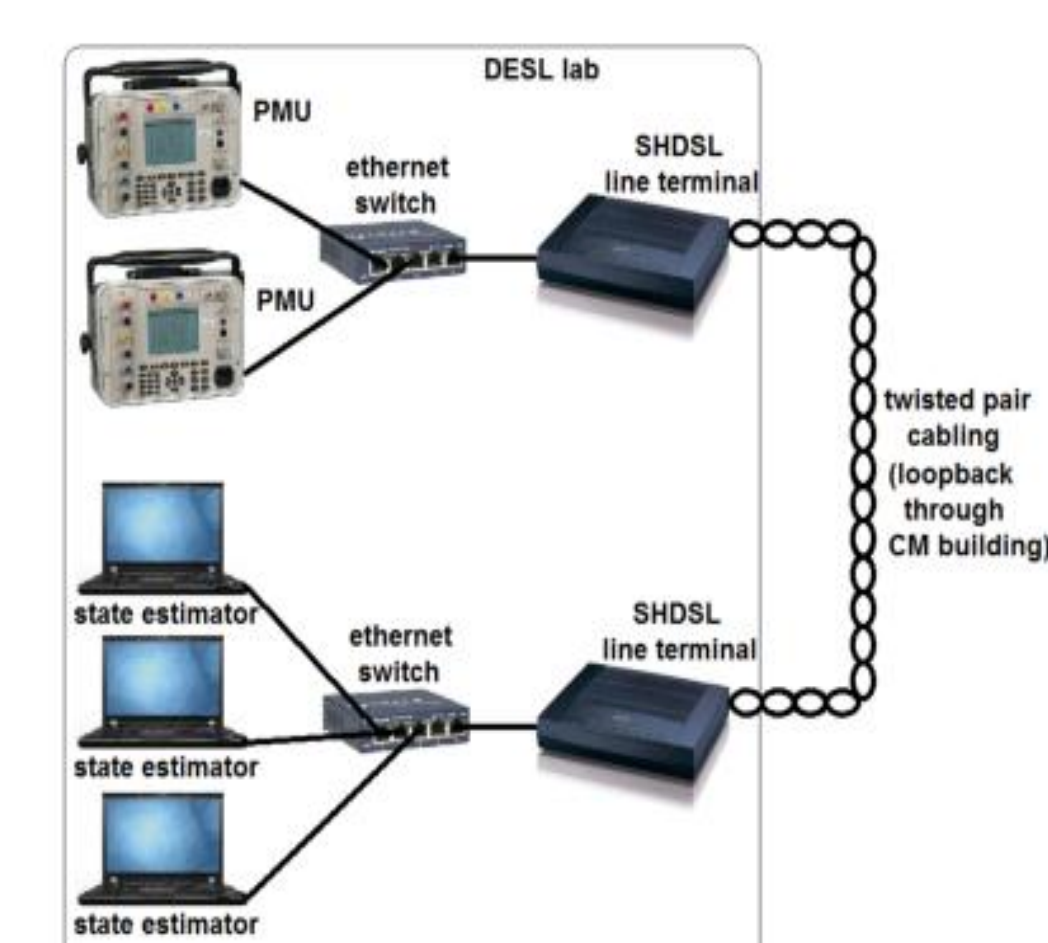 DESL lab
PMU
ethernet
switch
SHDSL
line terminal
PMU
twisted pair
cabling
(loopback
through
CM building)
state estimator
ethernet
switch
SHDSL
line terminal
state estimator
state estimator